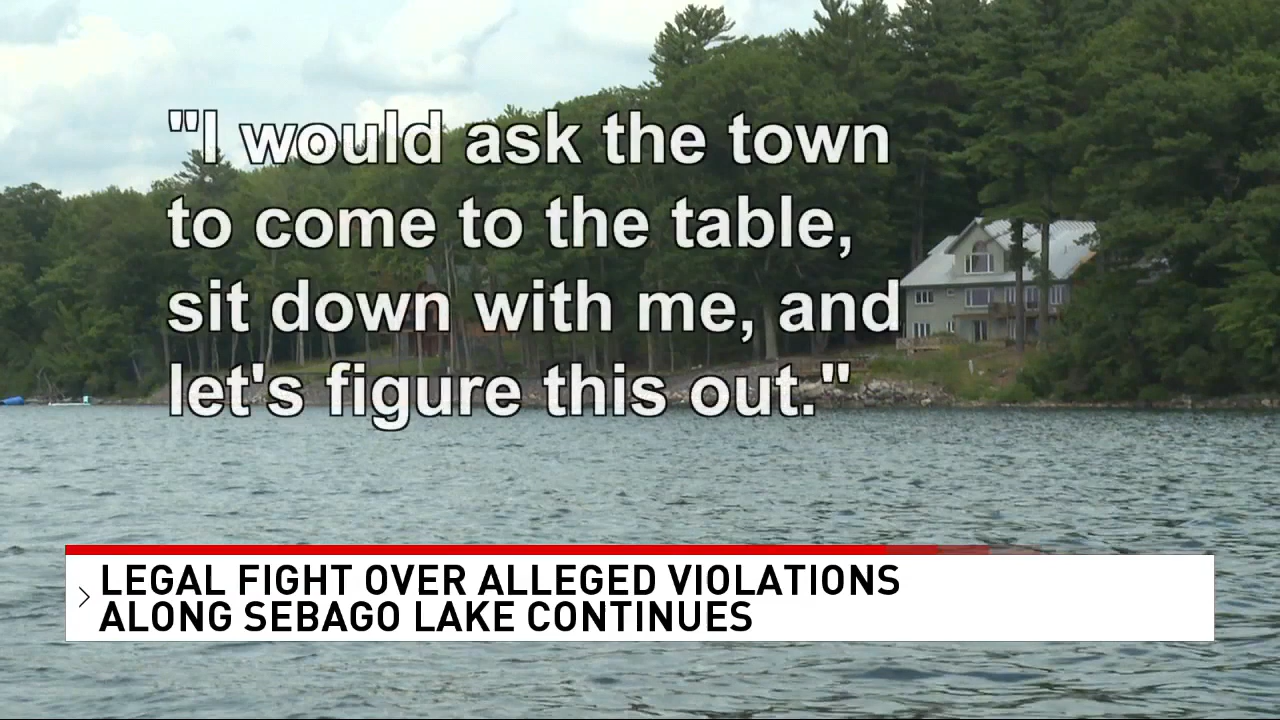 "I would ask the town
to come to the table,
sit down with me, and
let's figure this out."
LEGAL FIGHT OVER ALLEGED VIOLATIONS
ALONG SEBAGO LAKE CONTINUES